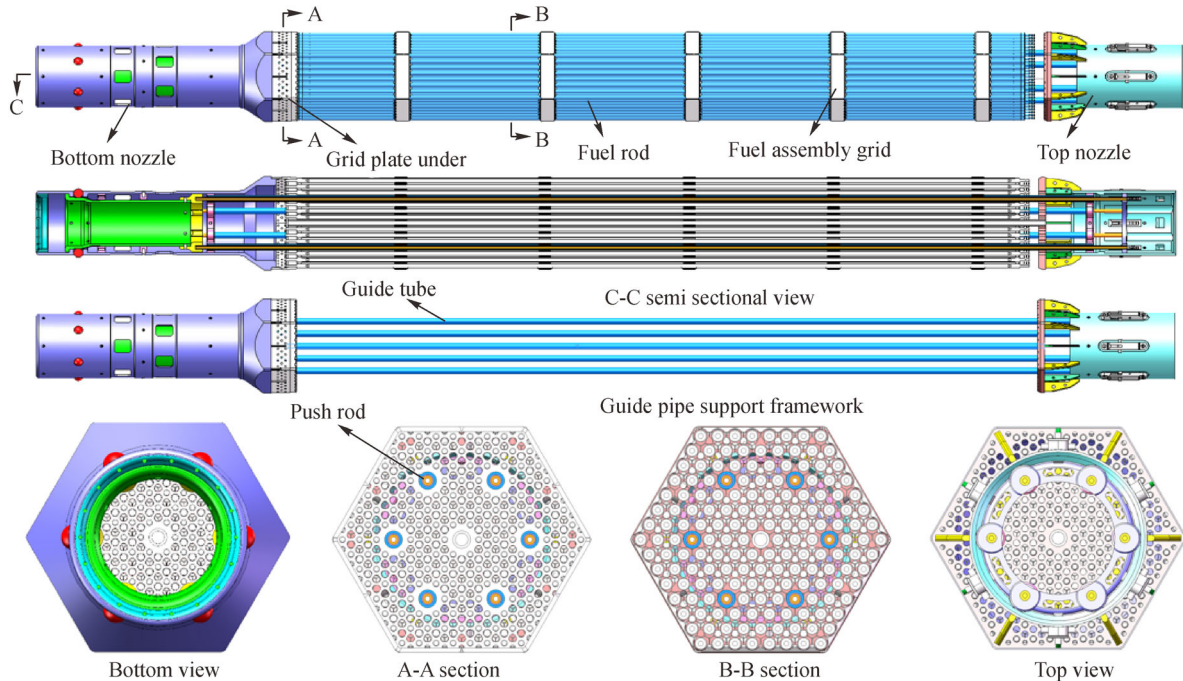 A
B
C
A
B
Bottom nozzle
Grid plate under
Fuel rod
Fuel assembly grid
Top nozzle
Guide tube
C-C semi sectional view
Push rod
Guide pipe support framework
Bottom view
A-A section
B-B section
Top view